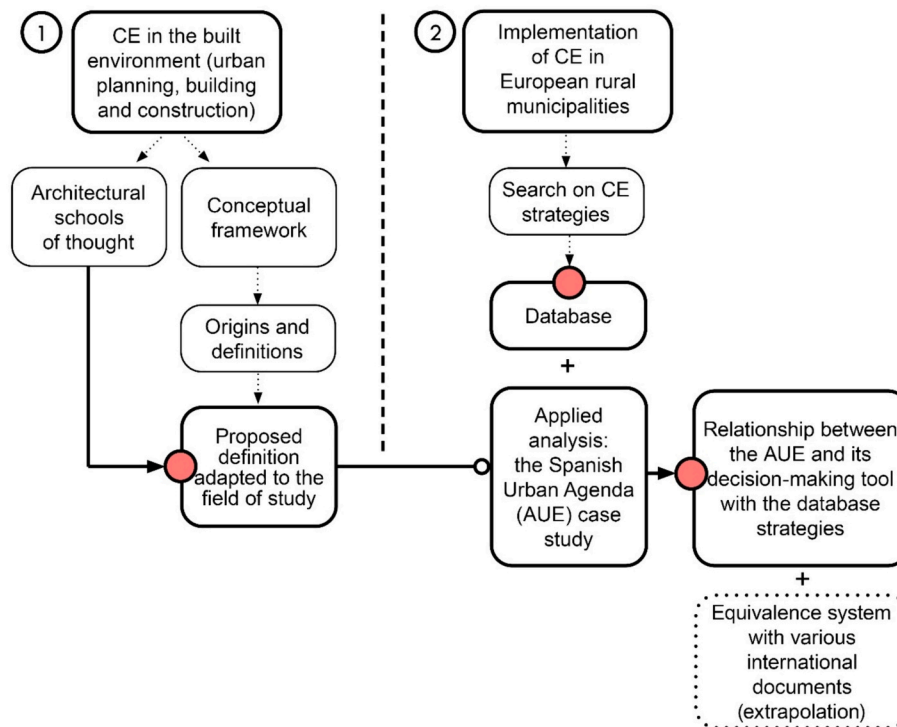 1
CE in the built
environment (urban
planning, building
and construction)
Architectural
schools
of thought
Conceptual
framework
Origins and
definitions
Proposed
definition
adapted to the
field of study
2
Implementation
of CE in
European rural
municipalities
Search on CE
strategies
Database
+
Applied
analysis:
the Spanish
Urban Agenda
(AUE) case
study
Relationship between
the AUE and its
decision-making tool
with the database
strategies
+
Equivalence system
with various
international
documents
(extrapolation)